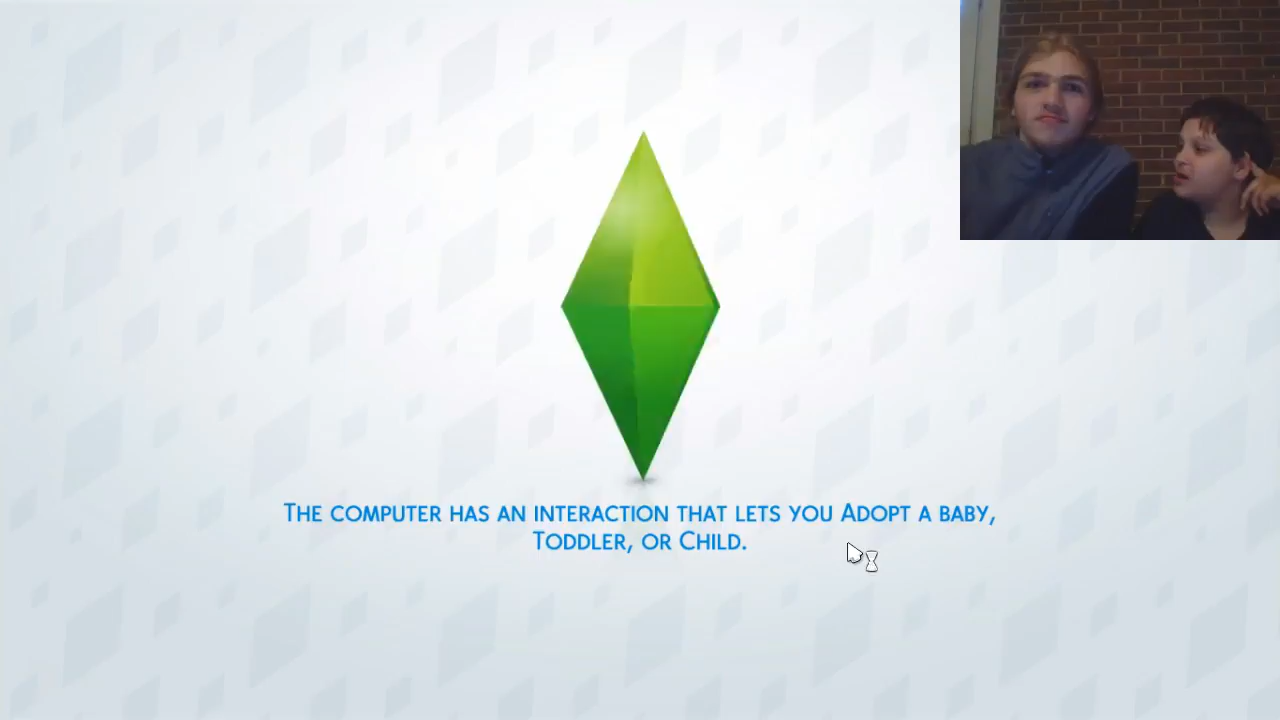 The computer has an interaction that lets you Adopt a baby,
Toddler, or Child.